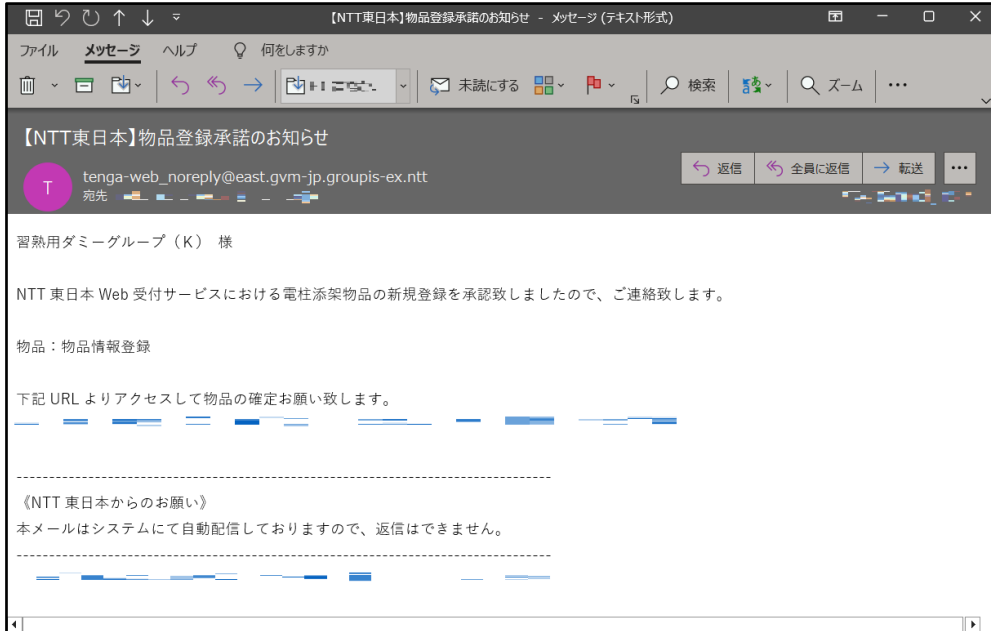 【NTT東日本】物品登録承諾のお知らせ - メッセージ (テキスト形式)
ファイル メッセージ ヘルプ 何をしますか
未読にする 検索 ズーム
【NTT東日本】物品登録承諾のお知らせ
tenga-web_noreply@east.gvm-jp.groupis-ex.ntt
宛先
返信 全員に返信 転送
T
習熟用ダミーグループ（K） 様
NTT 東日本 Web 受付サービスにおける電柱添架物品の新規登録を承認致しましたので、ご連絡致します。
物品：物品情報登録
下記 URL よりアクセスして物品の確定お願い致します。
--------------------------------------------------------------------------------
《NTT 東日本からのお願い》
本メールはシステムにて自動配信しておりますので、返信はできません。
--------------------------------------------------------------------------------